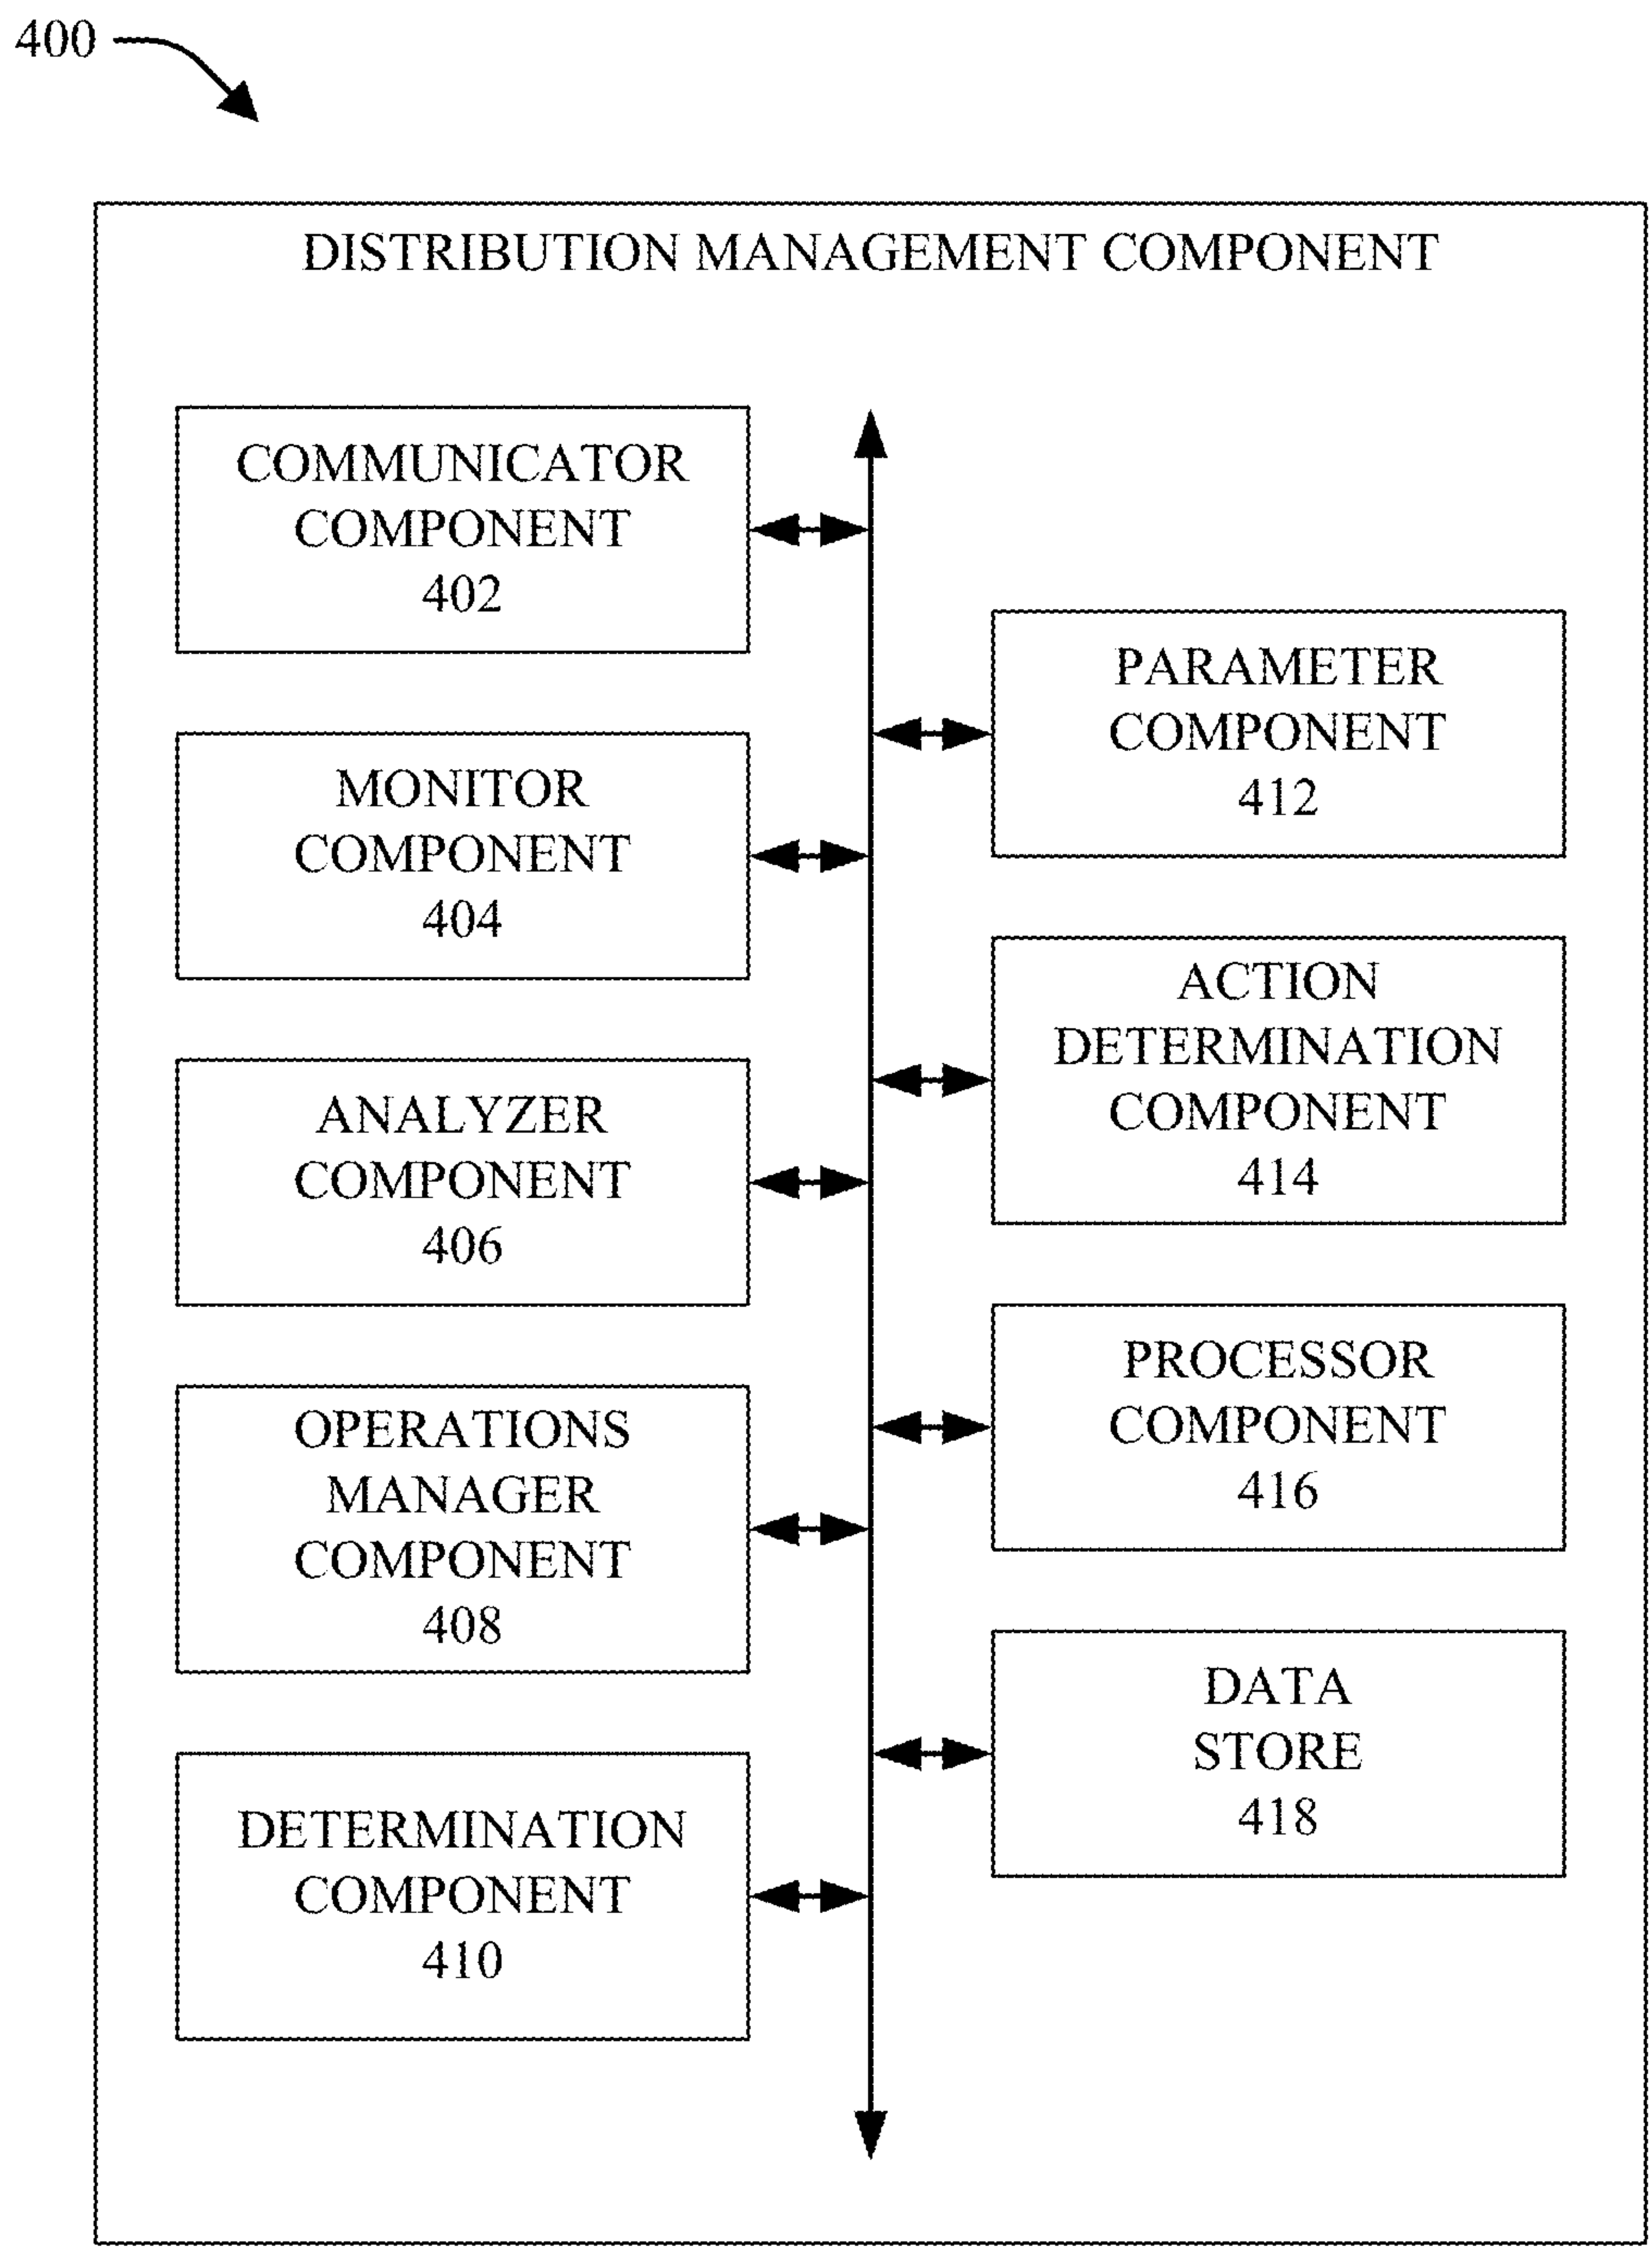 400
DISTRIBUTION MANAGEMENT COMPONENT
COMMUNICATOR
COMPONENT
402
MONITOR
COMPONENT
404
ANALYZER
COMPONENT
406
OPERATIONS
MANAGER
COMPONENT
408
DETERMINATION
COMPONENT
410
PARAMETER
COMPONENT
412
ACTION
DETERMINATION
COMPONENT
414
PROCESSOR
COMPONENT
416
DATA
STORE
418